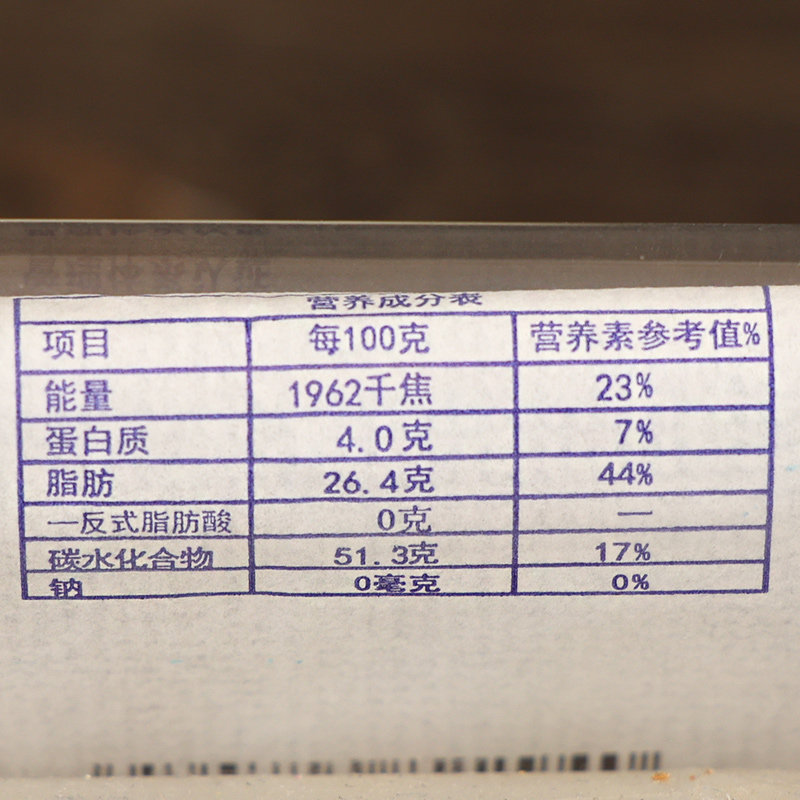 营养成分表
项目 每100克 营养素参考值%
能量 1962千焦 23%
蛋白质 4.0克 7%
脂肪 26.4克 44%
—反式脂肪酸 0克 —
碳水化合物 51.3克 17%
钠 0毫克 0%